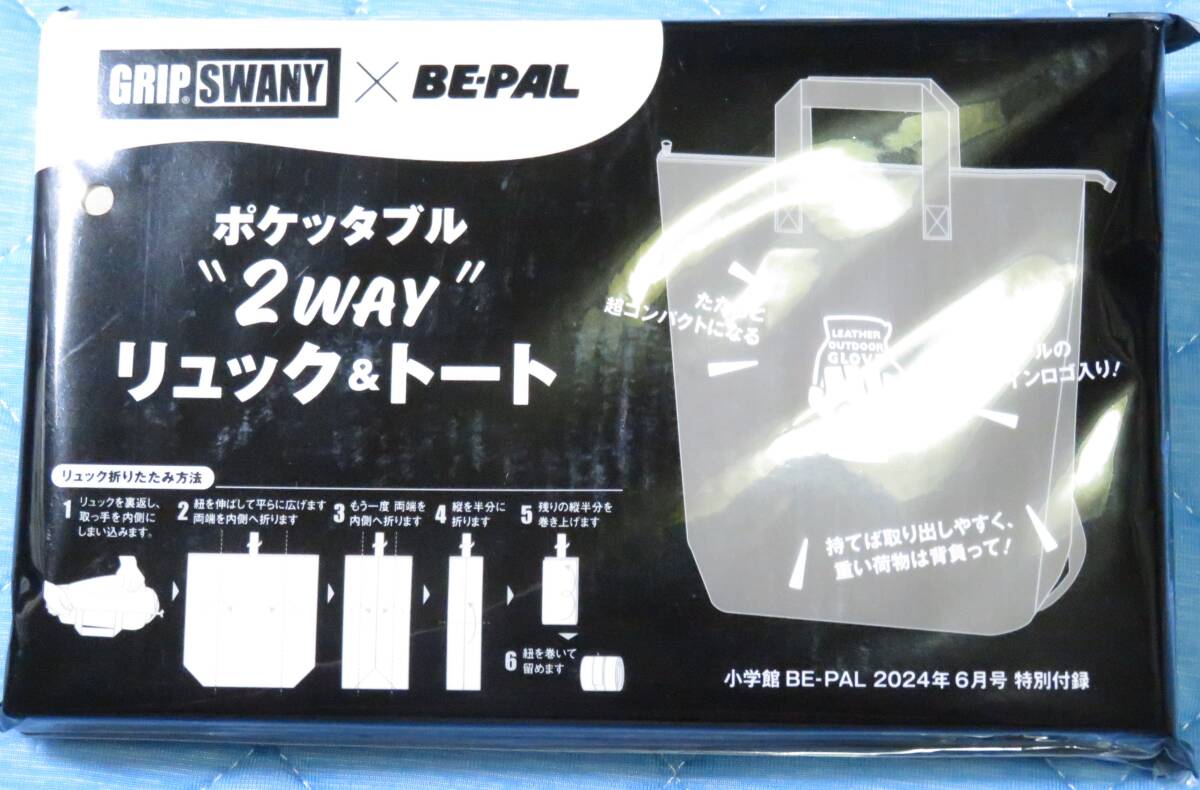 GRIP® SWANY × BE-PAL
ポケッタブル
"2WAY"
リュック&トート
たたむと
超コンパクトになる
LEATHER
OUTDOOR
GLOVE
ルの
インロゴ入り!
持てば取り出しやすく、
重い荷物は背負って!
リュック折りたたみ方法
1 リュックを裏返し、
取っ手を内側に
しまい込みます。
2 紐を伸ばして平らに広げます
両端を内側へ折ります
3 もう一度 両端を
内側へ折ります
4 縦を半分に
折ります
5 残りの縦半分を
巻き上げます
6 紐を巻いて
留めます
小学館 BE-PAL 2024年 6月号 特別付録